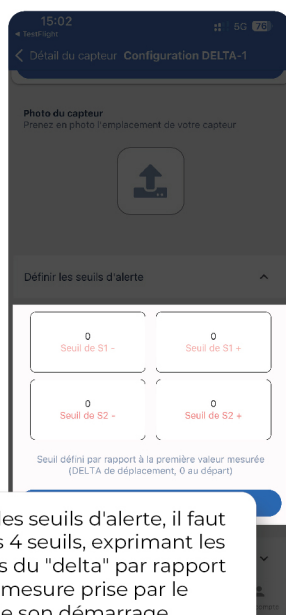 15:02
5G 76
◄ TestFlight
Détail du capteur Configuration DELTA-1
Photo du capteur
Prenez en photo l'emplacement de votre capteur
Définir les seuils d'alerte
0 0
Seuil de S1 - Seuil de S1 +
0 0
Seuil de S2 - Seuil de S2 +
Seuil défini par rapport à la première valeur mesurée
(DELTA de déplacement, 0 au départ)
les seuils d'alerte, il faut
4 seuils, exprimant les
du "delta" par rapport
mesure prise par le
son démarrage